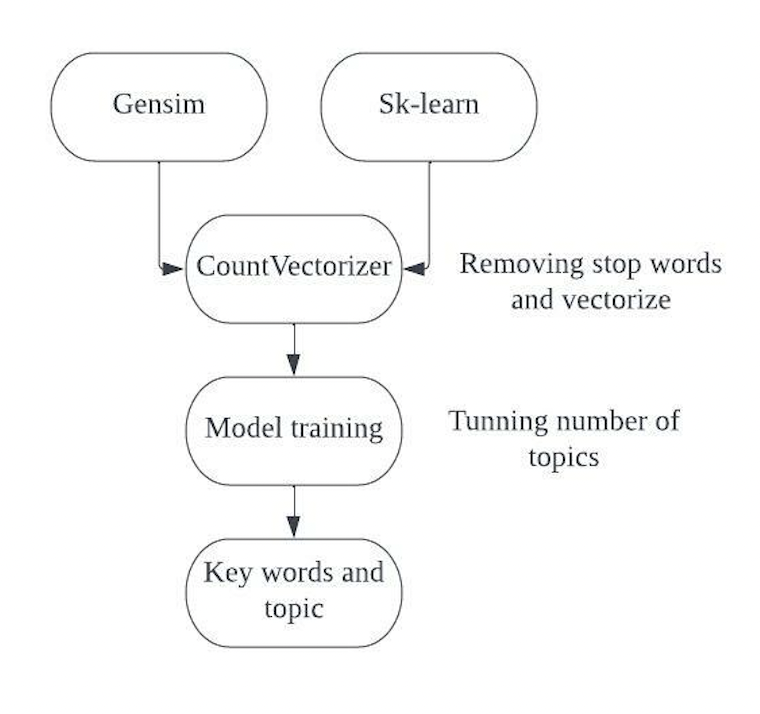 Gensim
Sk-learn
CountVectorizer
Removing stop words
and vectorize
Model training
Tunning number of
topics
Key words and
topic